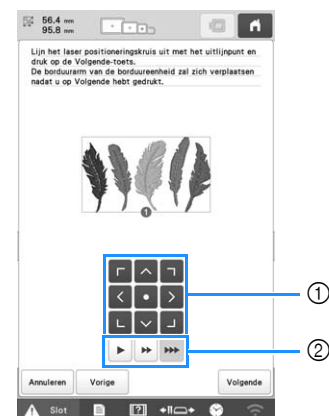 56.4 mm
95.8 mm
Lijn het laser positioneringskruis uit met het uitlijnpunt en
druk op de Volgende-toets.
De borduurarm van de borduureenheid zal zich verplaatsen
nadat u op Volgende hebt gedrukt.
1
①
②
Annuleren Vorige Volgende
Slot